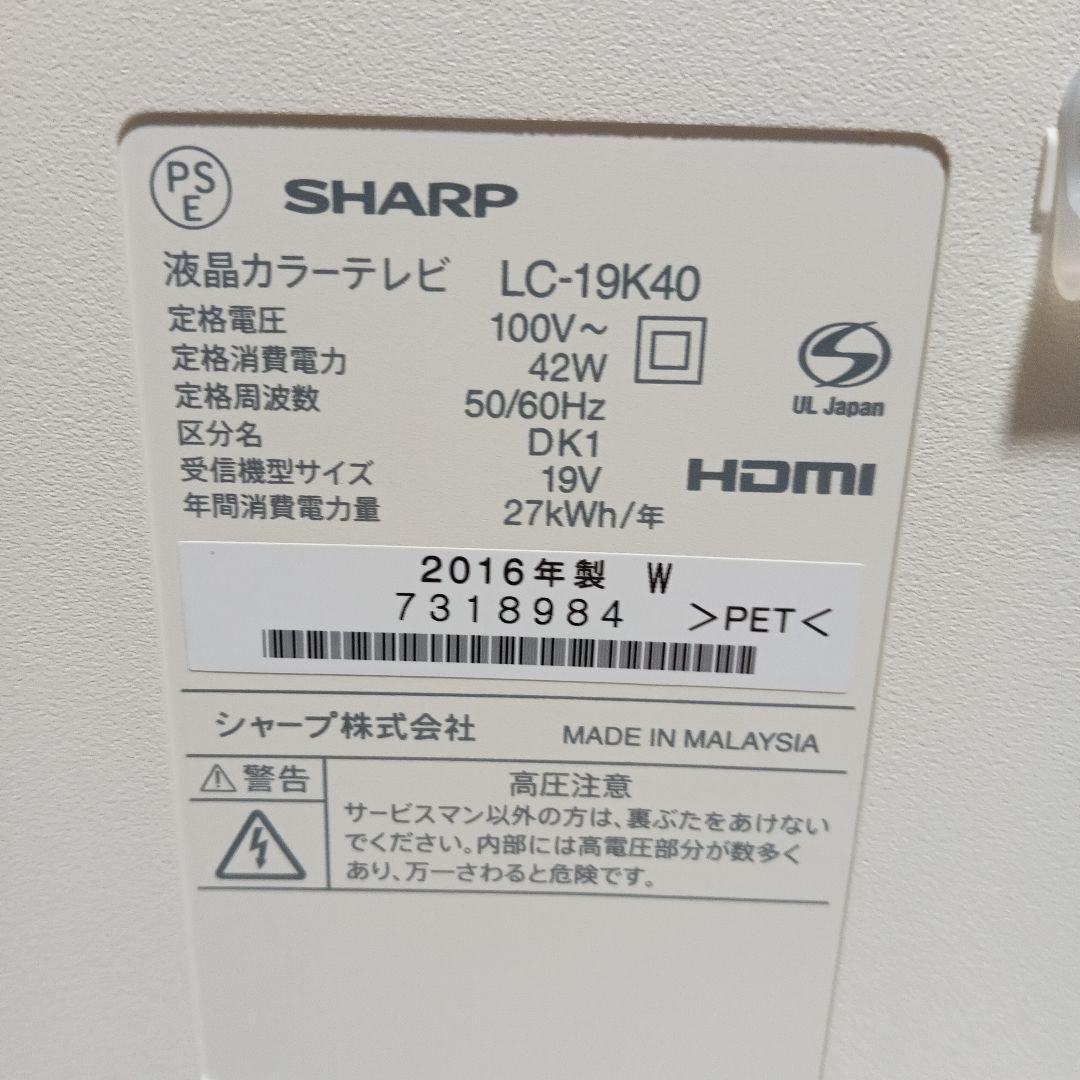 PS
E
SHARP
液晶カラーテレビ LC-19K40
定格電圧 100V～
定格消費電力 42W
定格周波数 50/60Hz
区分名 DK1
受信機型サイズ 19V
年間消費電力量 27kWh/年
UL Japan
HDMI
2016年製 W
7318984 >PET<
シャープ株式会社 MADE IN MALAYSIA
⚠警告
高圧注意
サービスマン以外の方は、裏ぶたをあけない
でください。内部には高電圧部分が数多く
あり、万一さわると危険です。